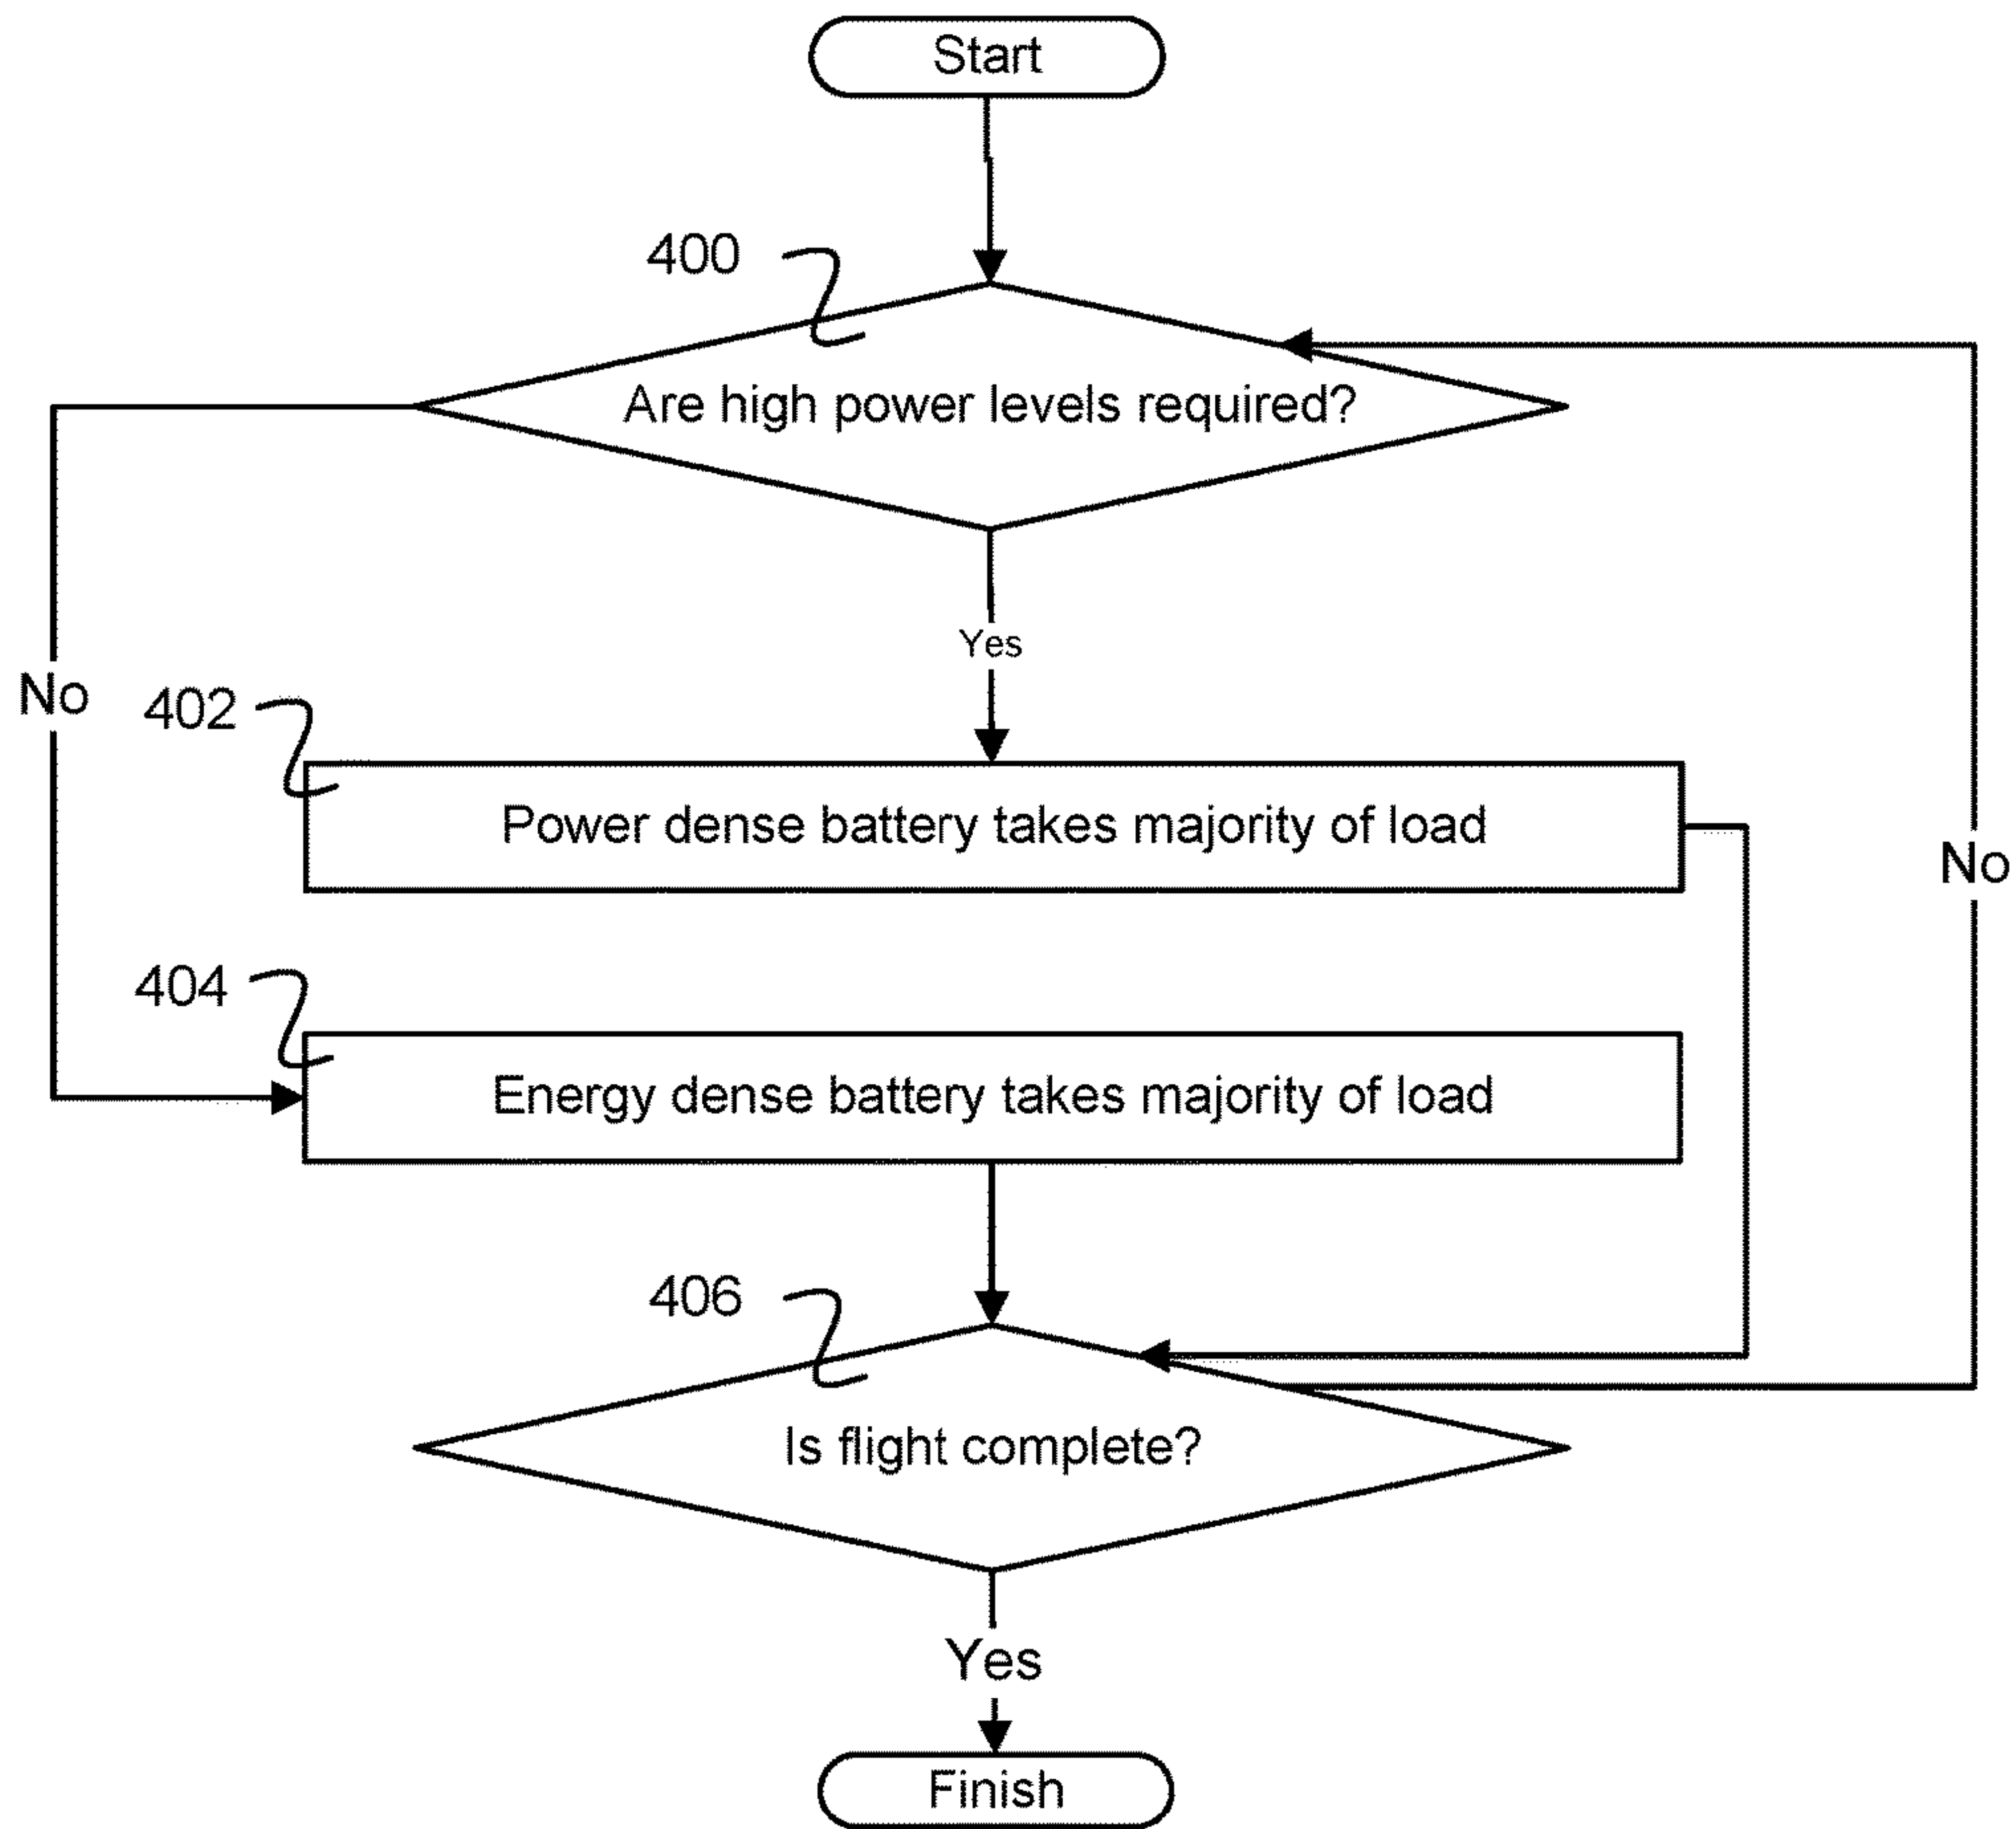 Start
400
Are high power levels required?
Yes
No
402
Power dense battery takes majority of load
No
404
Energy dense battery takes majority of load
406
Is flight complete?
Yes
Finish